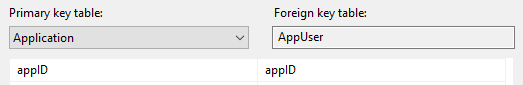 Primary key table: Foreign key table:
Application AppUser
appID appID